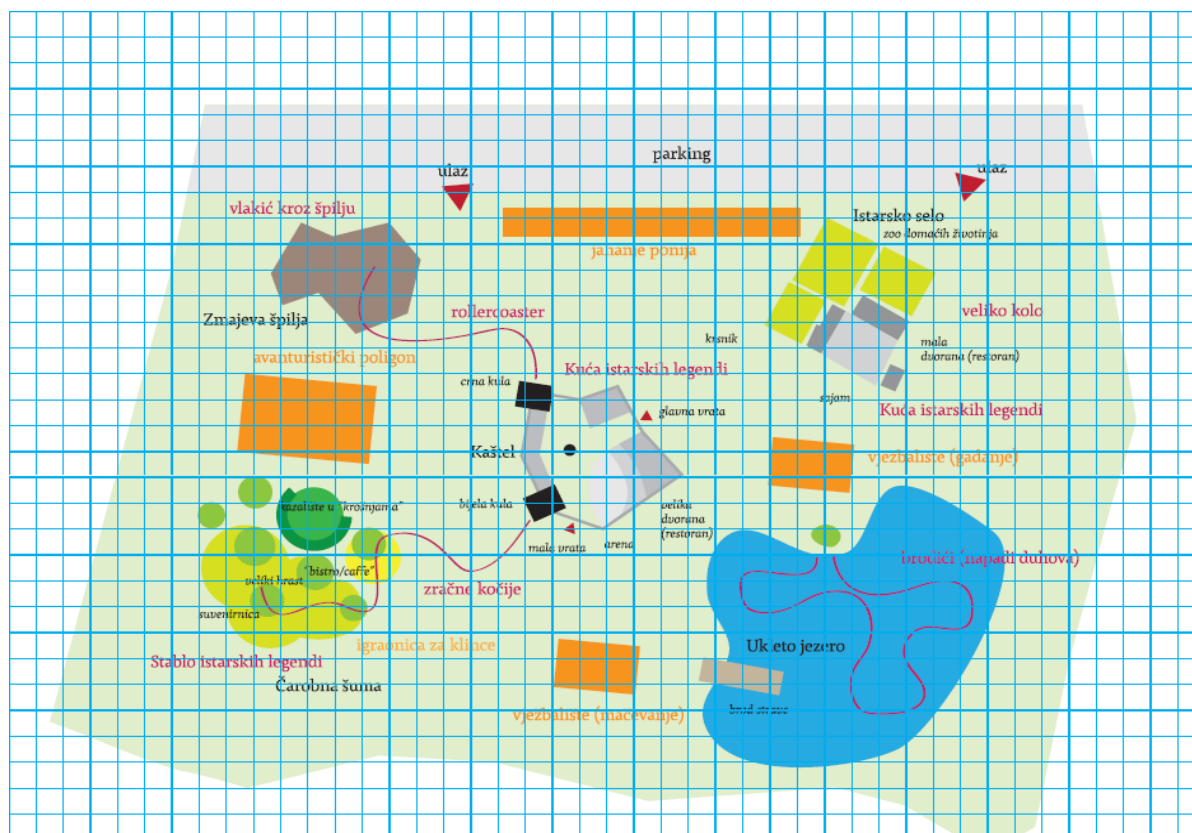 parking
ulaz
ulaz
vlakić kroz špilju
Istarsko selo
zoo domaćih životinja
jahanje ponija
Zmajeva špilja
rollercoaster
veliko kolo
krsnik
mala
dvorana (restoran)
avanturistički poligon
Kuća istarskih legendi
crna kula
sajam
glavna vrata
Kuća istarskih legendi
Kaštel
vježbalište (gađanje)
kazalište u "krošnjama"
bijela kula
velika
dvorana
(restoran)
mala vrata
arena
brodići (napadi duhova)
"bistro/caffe"
veliki hrast
zračne kočije
suvenirnica
igraonica za klince
Ukleto jezero
Stablo istarskih legendi
Čarobna šuma
brod strave
vježbalište (mačevanje)